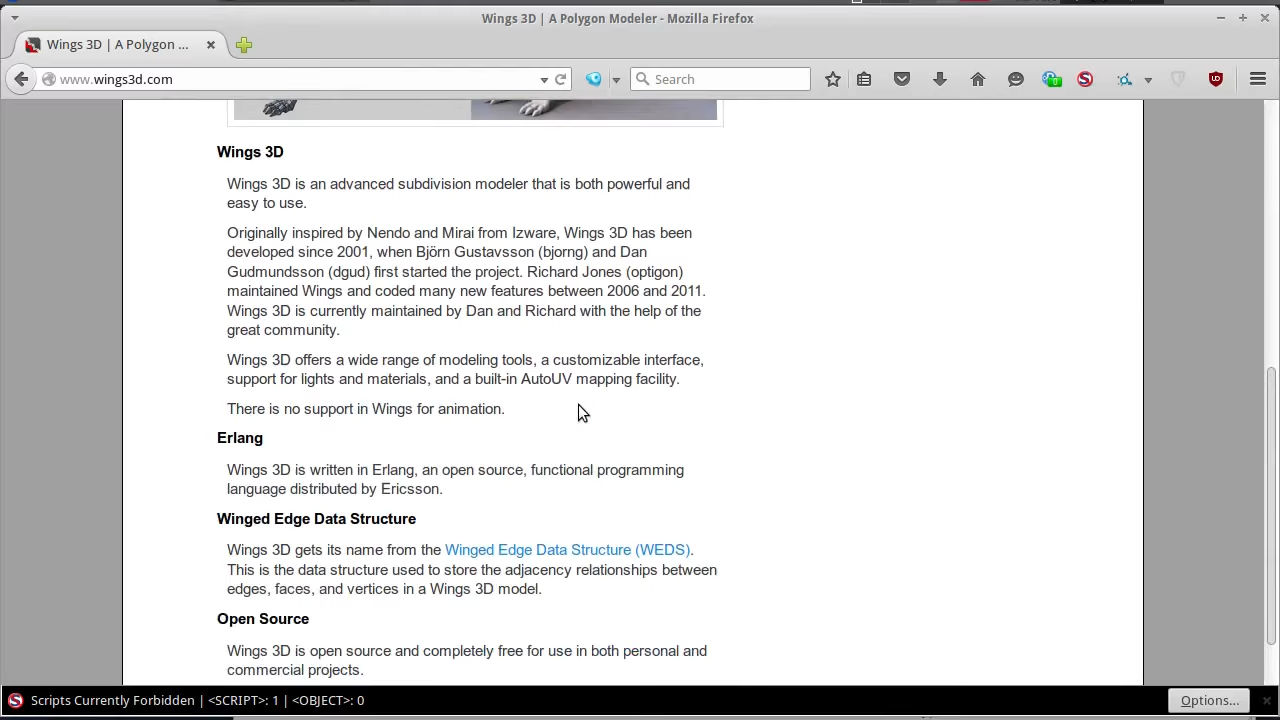 Wings 3D | A Polygon Modeler - Mozilla Firefox
Wings 3D | A Polygon ...
www.wings3d.com
Search
0
UD
Wings 3D
Wings 3D is an advanced subdivision modeler that is both powerful and
easy to use.
Originally inspired by Nendo and Mirai from Izware, Wings 3D has been
developed since 2001, when Björn Gustavsson (bjorng) and Dan
Gudmundsson (dgud) first started the project. Richard Jones (optigon)
maintained Wings and coded many new features between 2006 and 2011.
Wings 3D is currently maintained by Dan and Richard with the help of the
great community.
Wings 3D offers a wide range of modeling tools, a customizable interface,
support for lights and materials, and a built-in AutoUV mapping facility.
There is no support in Wings for animation.
Erlang
Wings 3D is written in Erlang, an open source, functional programming
language distributed by Ericsson.
Winged Edge Data Structure
Wings 3D gets its name from the Winged Edge Data Structure (WEDS).
This is the data structure used to store the adjacency relationships between
edges, faces, and vertices in a Wings 3D model.
Open Source
Wings 3D is open source and completely free for use in both personal and
commercial projects.
Scripts Currently Forbidden | <SCRIPT>: 1 | <OBJECT>: 0
Options...